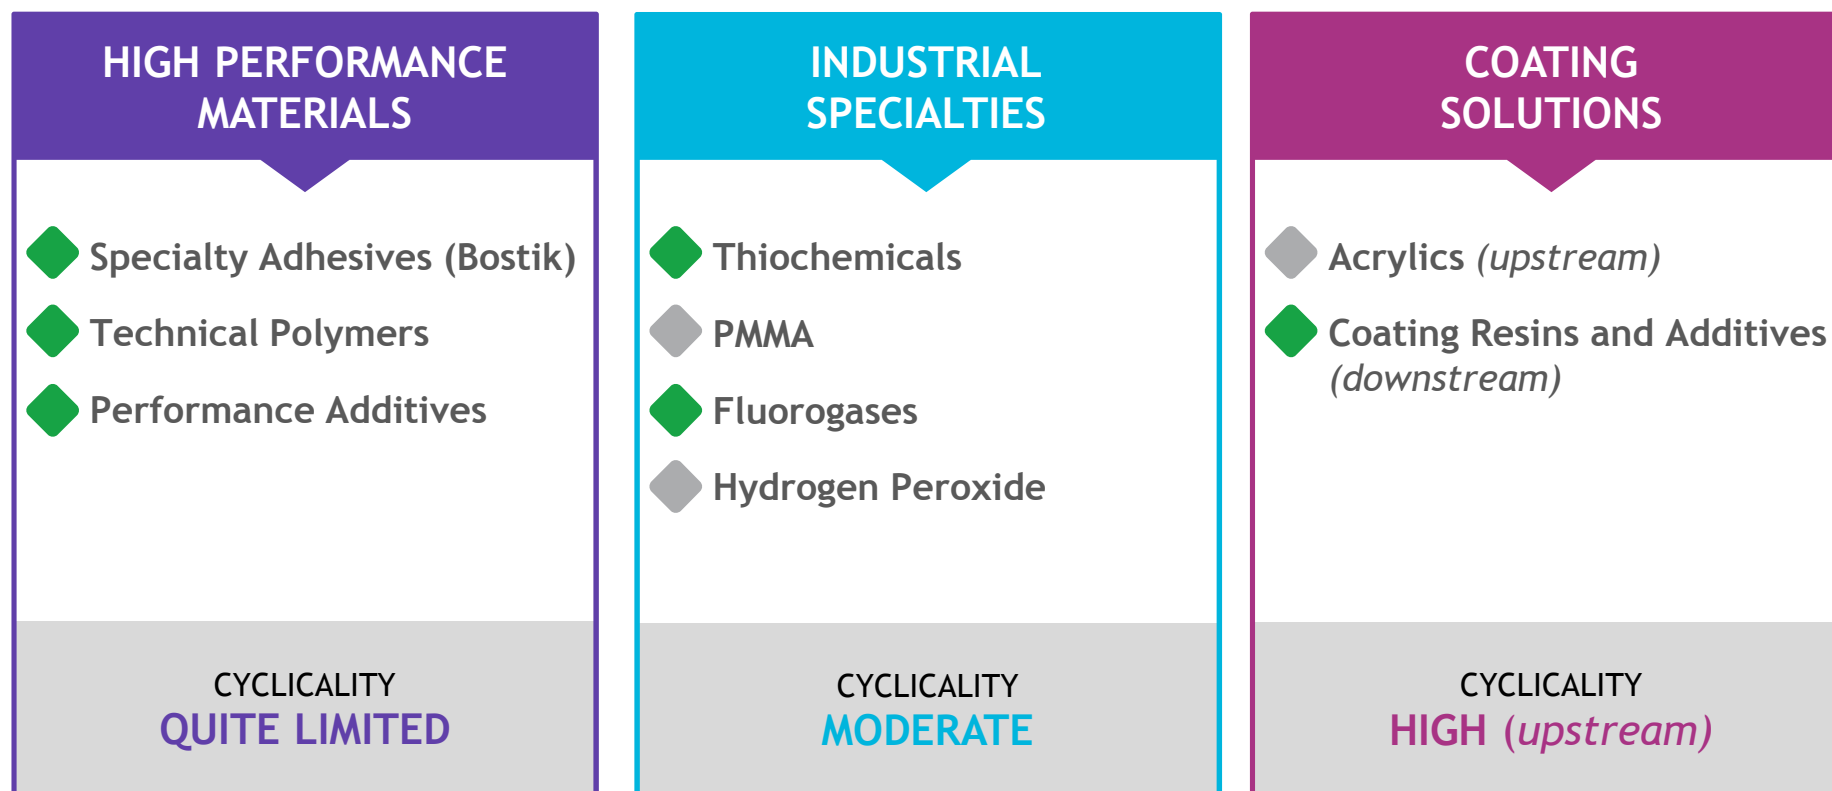 HIGH PERFORMANCE
MATERIALS
Specialty Adhesives (Bostik)
Technical Polymers
Performance Additives
CYCLICALITY
QUITE LIMITED
INDUSTRIAL
SPECIALTIES
Thiochemicals
PMMA
Fluorogases
Hydrogen Peroxide
CYCLICALITY
MODERATE
COATING
SOLUTIONS
Acrylics (upstream)
Coating Resins and Additives
(downstream)
CYCLICALITY
HIGH (upstream)